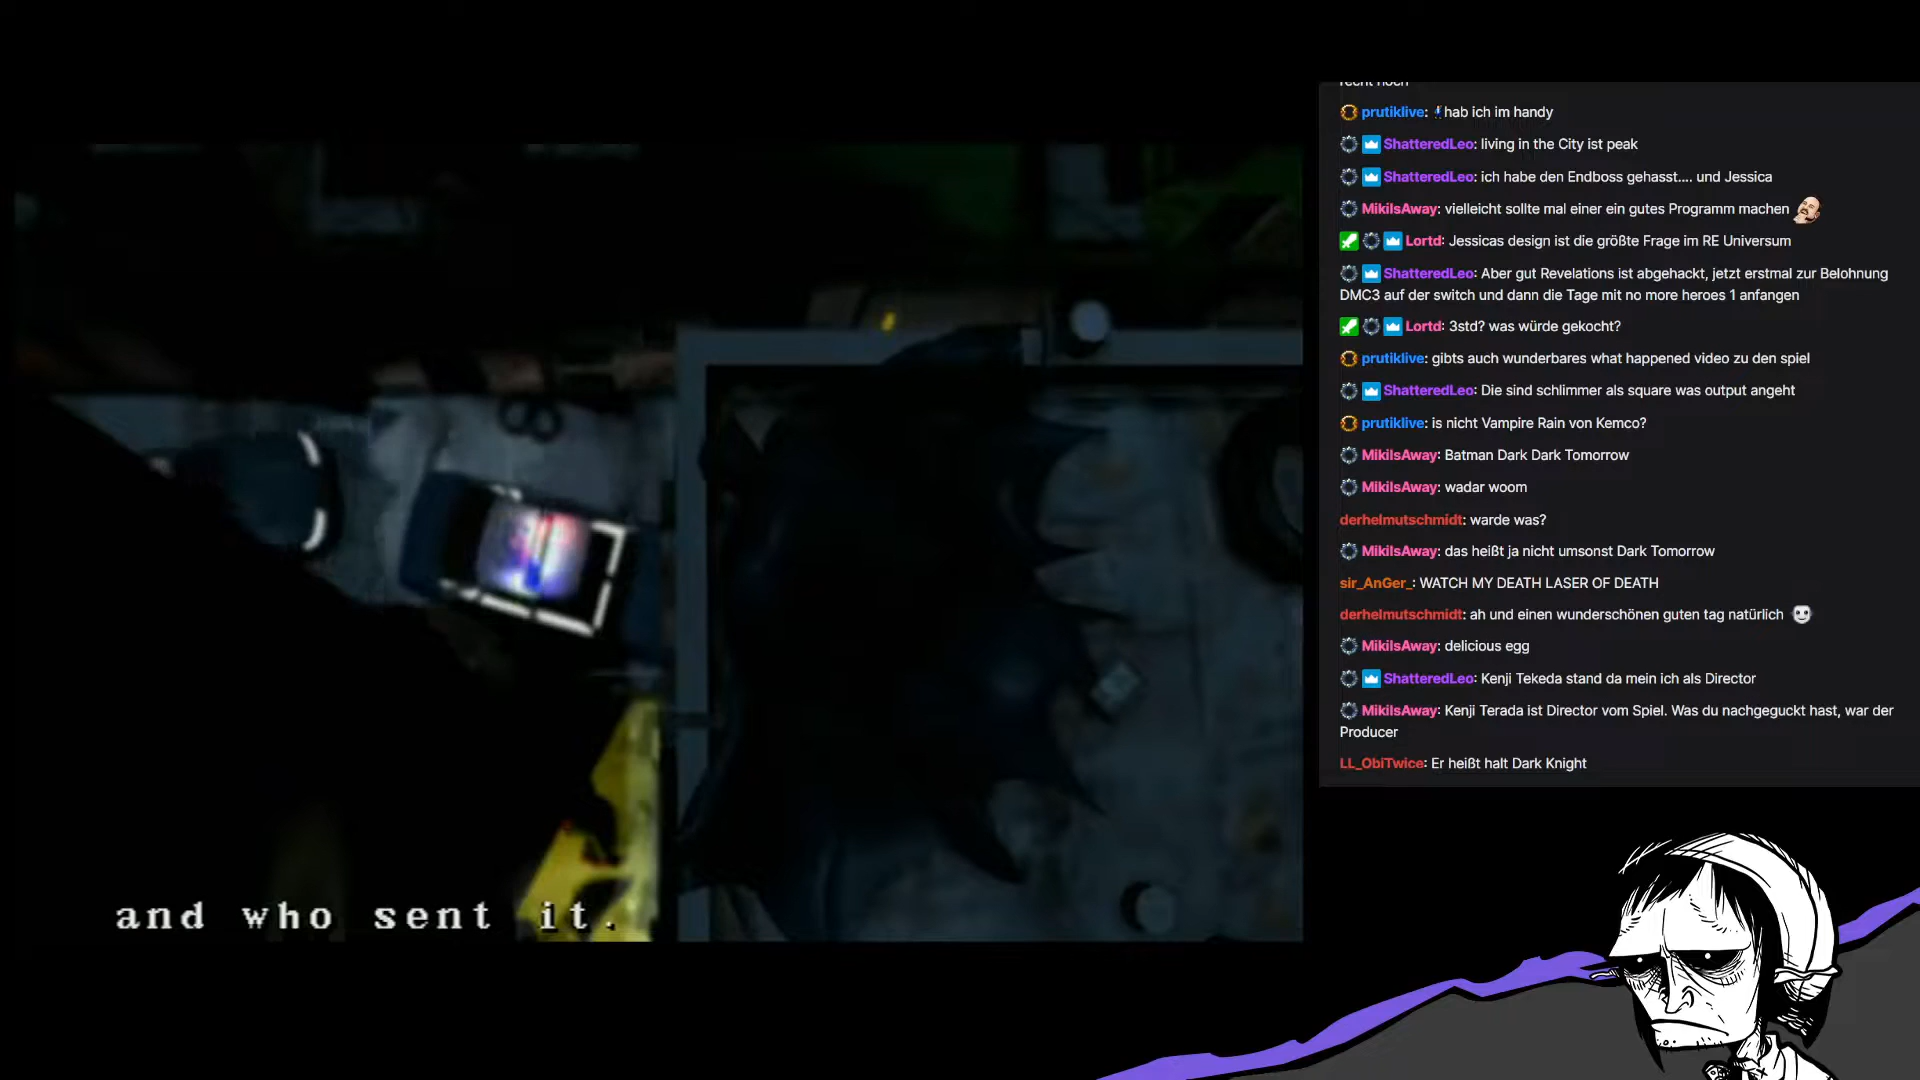 prutiklive: hab ich im handy
ShatteredLeo: living in the City ist peak
ShatteredLeo: ich habe den Endboss gehasst.... und Jessica
MikilsAway: vielleicht sollte mal einer ein gutes Programm machen
Lortd: Jessicas design ist die größte Frage im RE Universum
ShatteredLeo: Aber gut Revelations ist abgehackt, jetzt erstmal zur Belohnung
DMC3 auf der switch und dann die Tage mit no more heroes 1 anfangen
Lortd: 3std? was würde gekocht?
prutiklive: gibts auch wunderbares what happened video zu den spiel
ShatteredLeo: Die sind schlimmer als square was output angeht
prutiklive: is nicht Vampire Rain von Kemco?
MikilsAway: Batman Dark Dark Tomorrow
MikilsAway: wadar woom
derhelmutschmidt: warde was?
MikilsAway: das heißt ja nicht umsonst Dark Tomorrow
sir_AnGer_: WATCH MY DEATH LASER OF DEATH
derhelmutschmidt: ah und einen wunderschönen guten tag natürlich
MikilsAway: delicious egg
ShatteredLeo: Kenji Tekeda stand da mein ich als Director
MikilsAway: Kenji Terada ist Director vom Spiel. Was du nachgeguckt hast, war der
Producer
LL_ObiTwice: Er heißt halt Dark Knight
8
and who sent it.